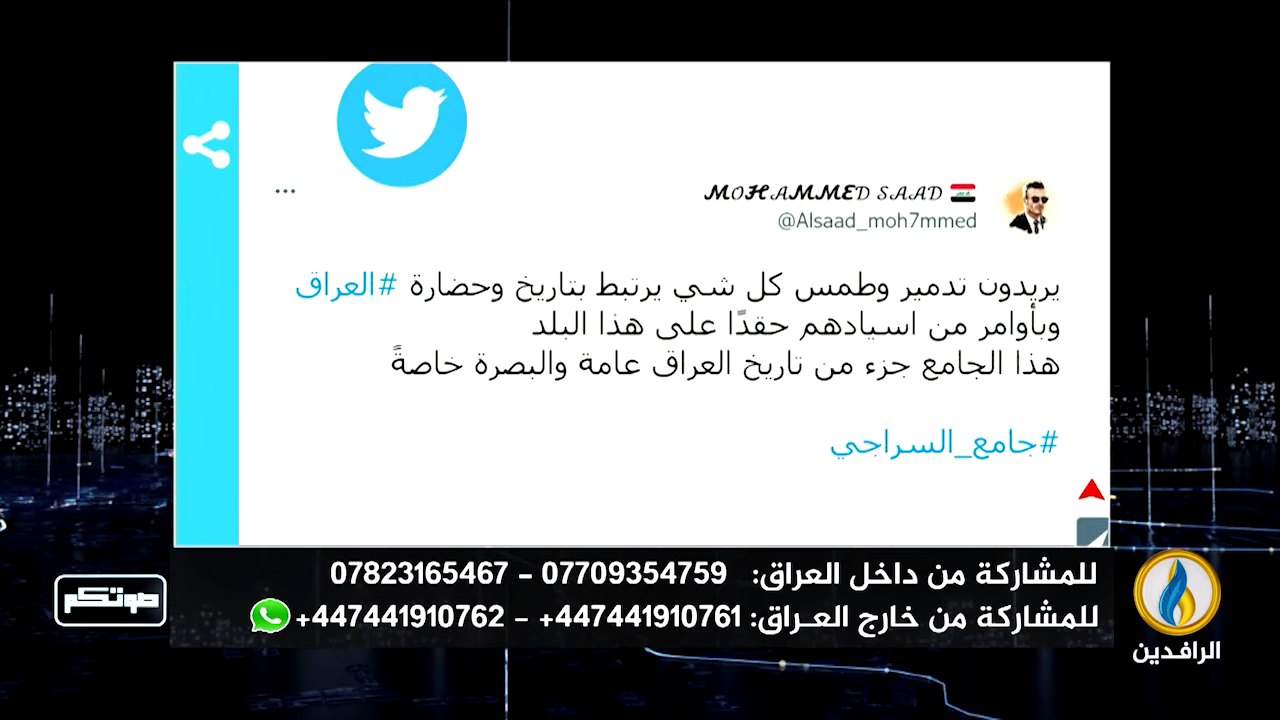 MOHAMMED SAAD
@Alsaad_moh7mmed
يريدون تدمير وطمس كل شي يرتبط بتاريخ وحضارة #العراق
وبأوامر من اسيادهم حقدًا على هذا البلد
هذا الجامع جزء من تاريخ العراق عامة والبصرة خاصةً
#جامع_السراجي
للمشاركة من داخل العراق: 07709354759 - 07823165467
للمشاركة من خارج العراق: 447441910761+ - 447441910762+
صوتكم
الرافدين